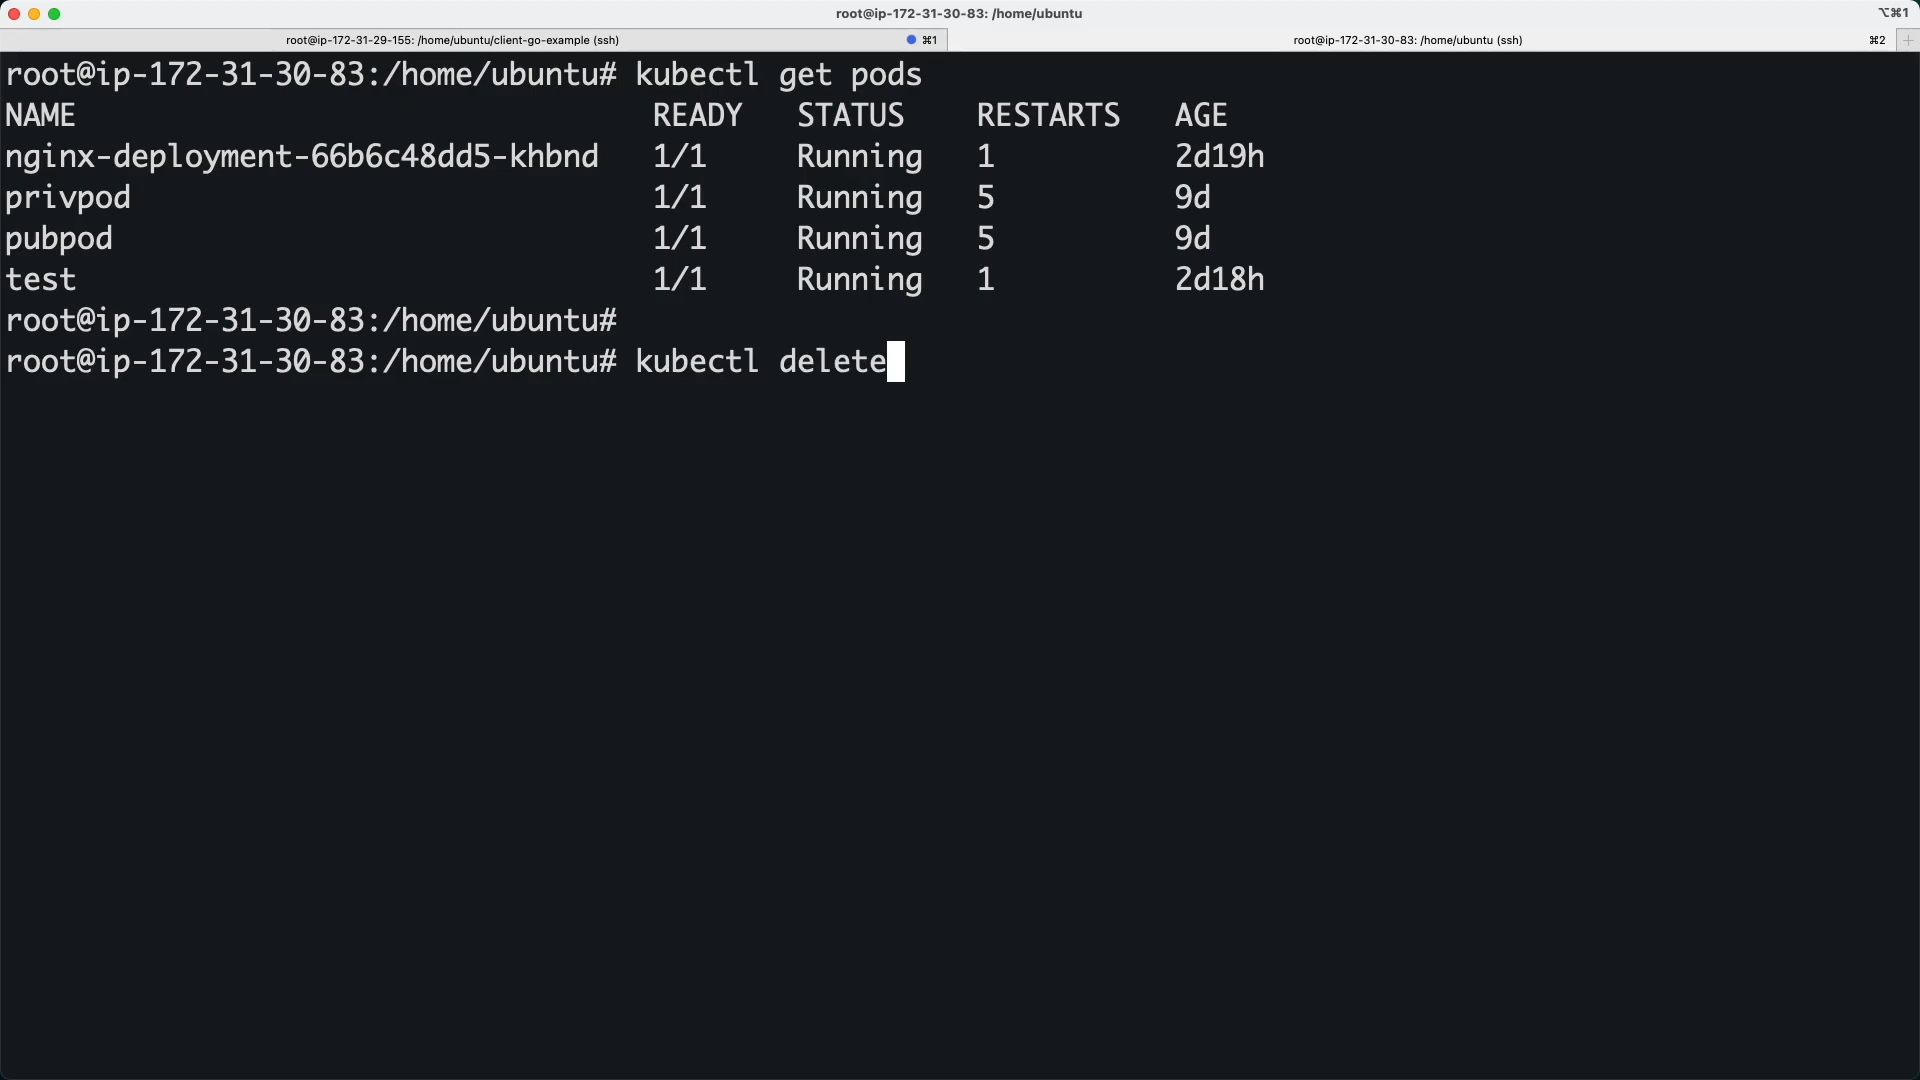 root@ip-172-31-30-83: /home/ubuntu
⌥⌘1
root@ip-172-31-29-155: /home/ubuntu/client-go-example (ssh) ⌘1
root@ip-172-31-30-83: /home/ubuntu (ssh) ⌘2
root@ip-172-31-30-83:/home/ubuntu# kubectl get pods
NAME READY STATUS RESTARTS AGE
nginx-deployment-66b6c48dd5-khbnd 1/1 Running 1 2d19h
privpod 1/1 Running 5 9d
pubpod 1/1 Running 5 9d
test 1/1 Running 1 2d18h
root@ip-172-31-30-83:/home/ubuntu#
root@ip-172-31-30-83:/home/ubuntu# kubectl delete